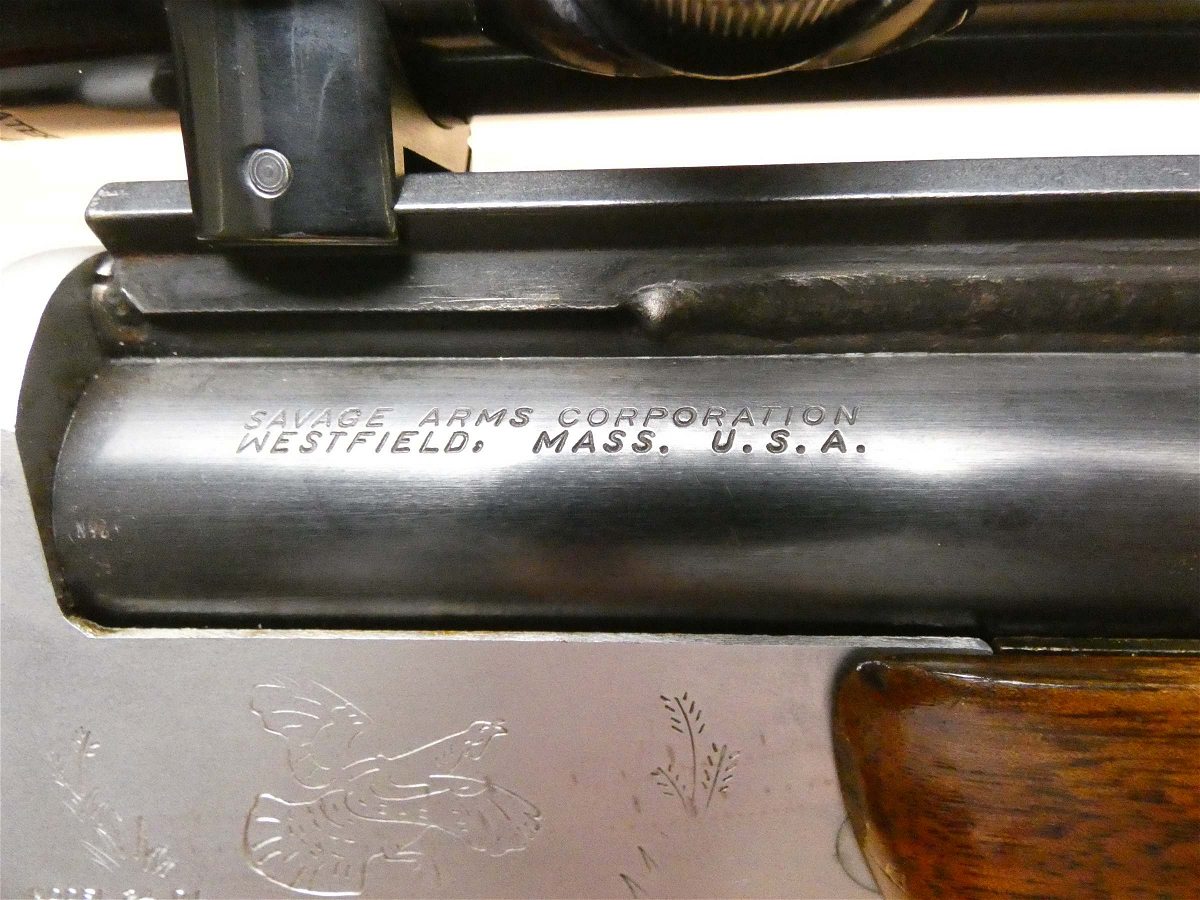 SAVAGE ARMS CORPORATION
WESTFIELD, MASS. U.S.A.